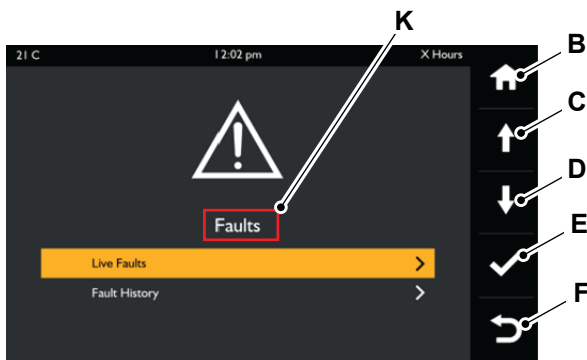 K
B
21 C 12:02 pm X Hours
C
D
Faults
E
Live Faults
Fault History
F